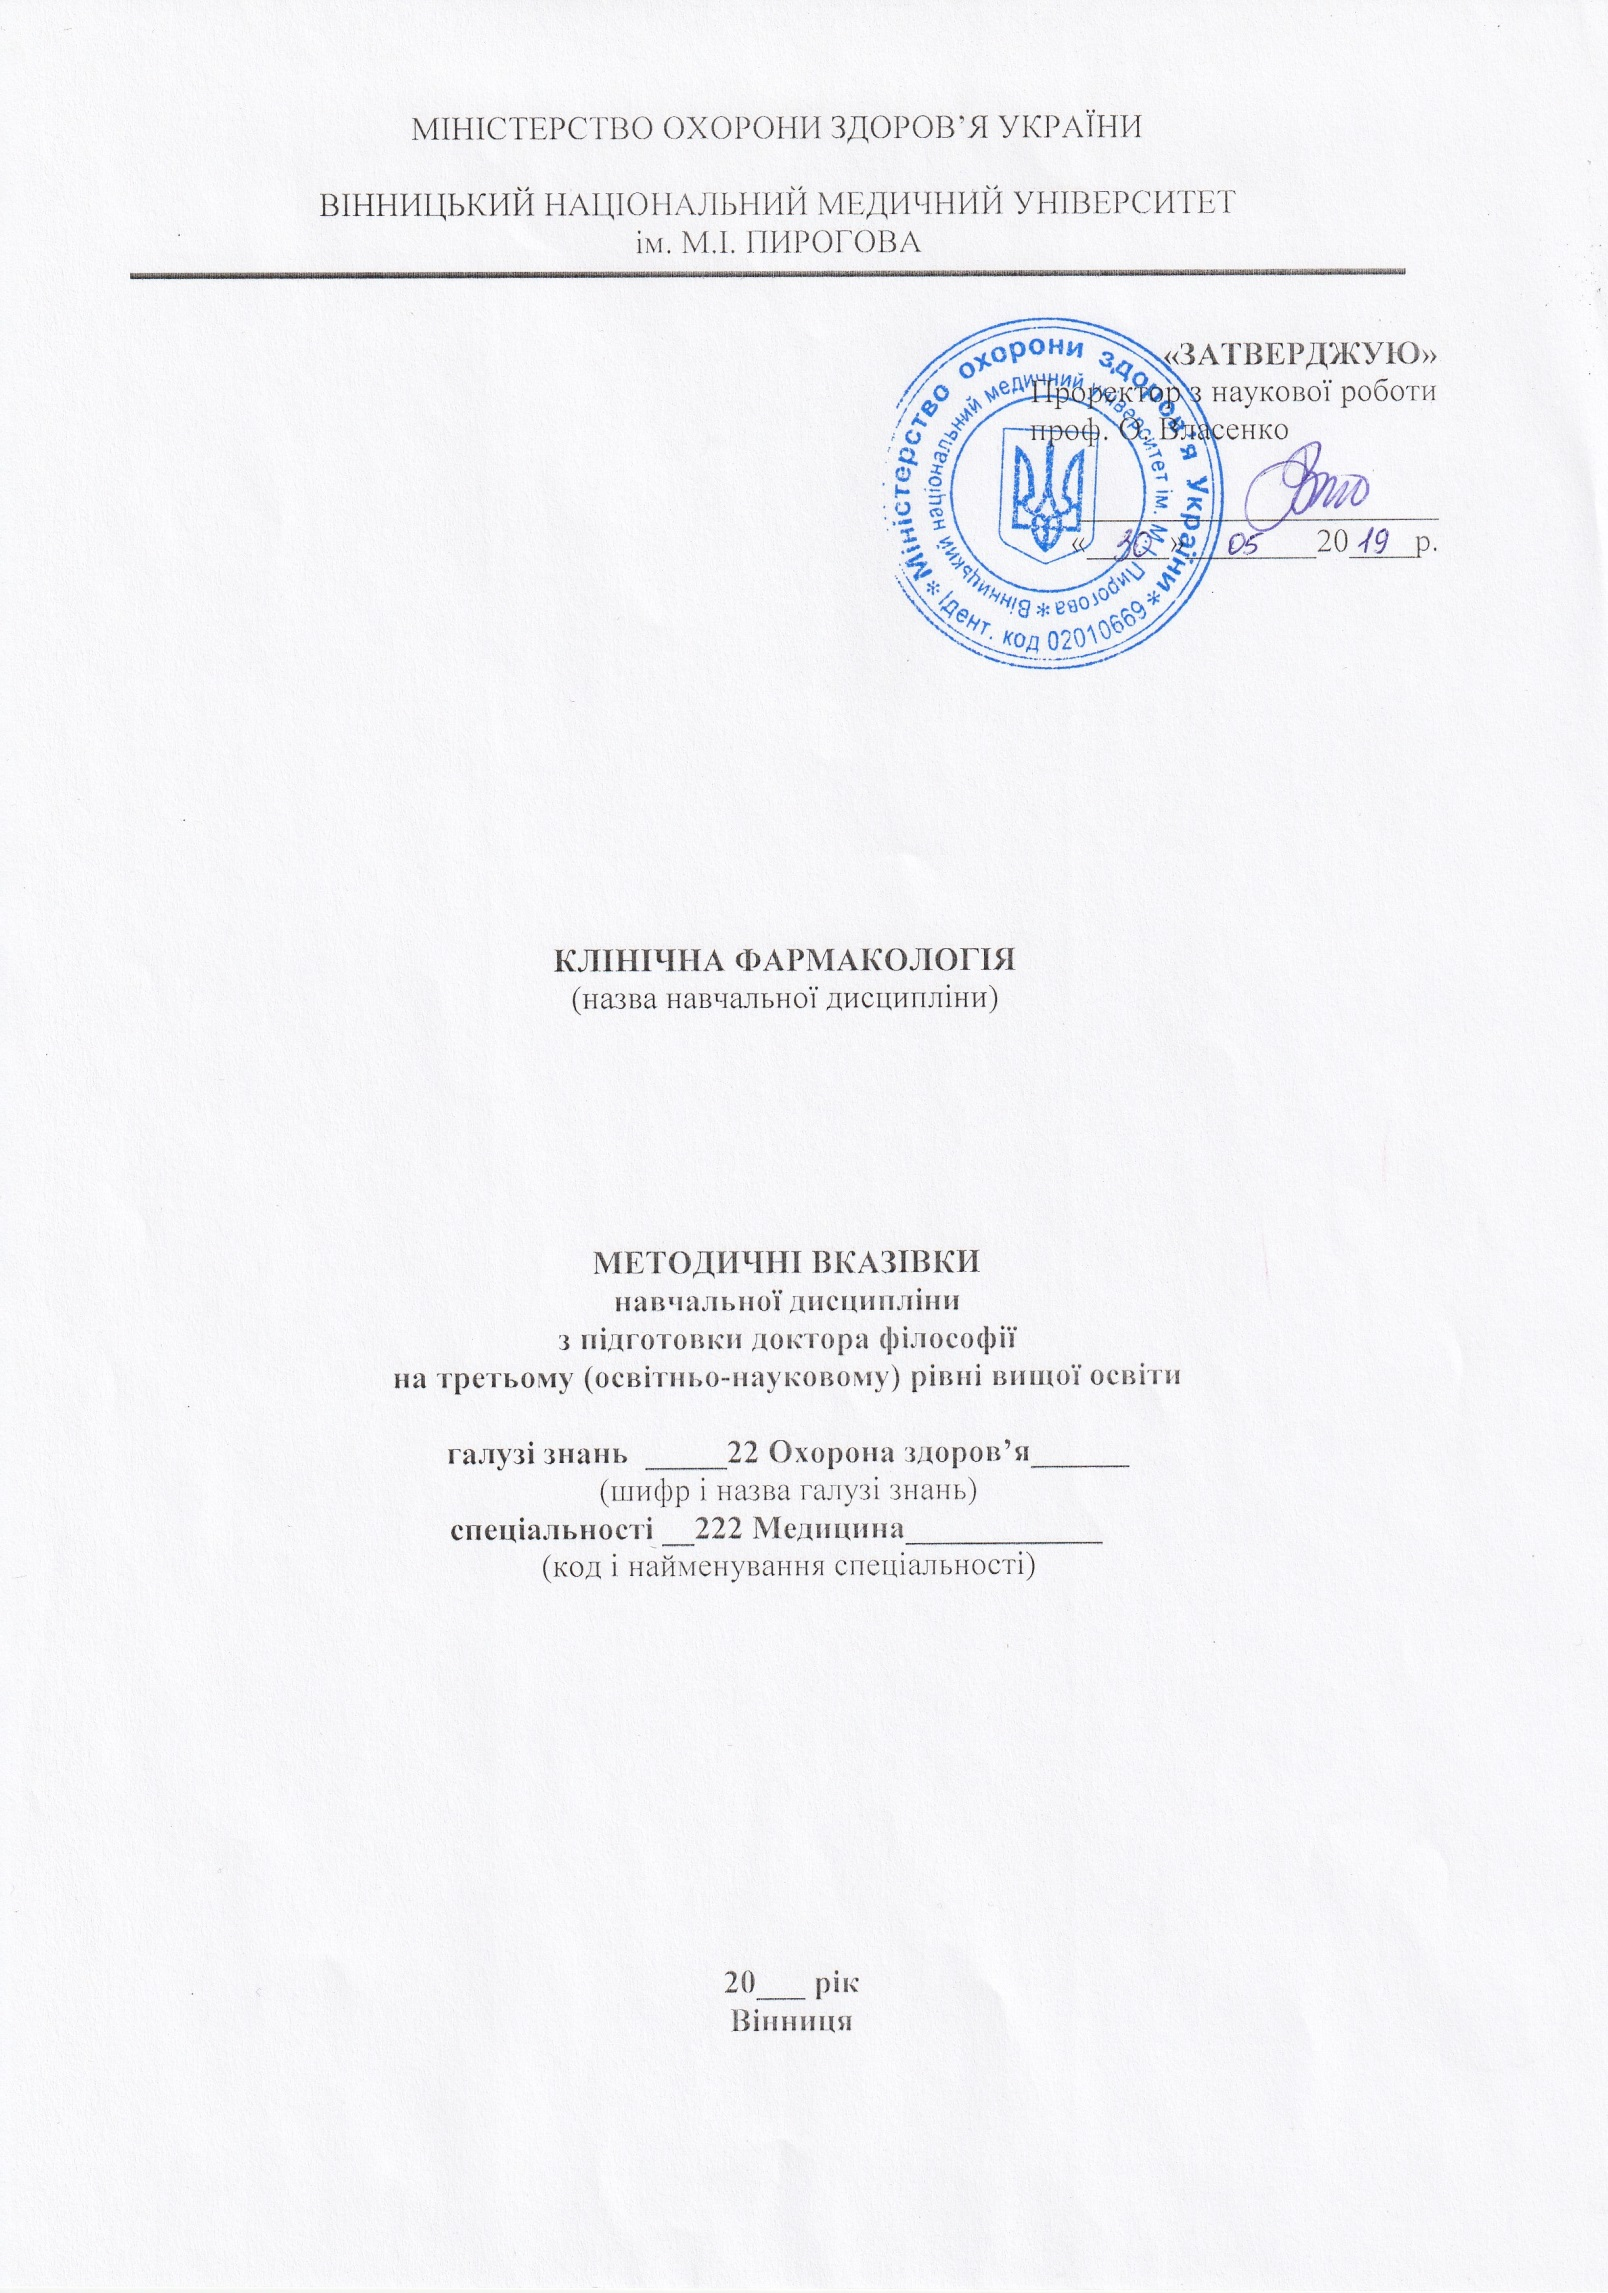 МІНІСТЕРСТВО ОХОРОНИ ЗДОРОВ’Я УКРАЇНИ
ВІННИЦЬКИЙ НАЦІОНАЛЬНИЙ МЕДИЧНИЙ УНІВЕРСИТЕТ
ім. М.І. ПИРОГОВА
«ЗАТВЕРДЖУЮ»
Проректор з наукової роботи
проф. О. Власенко
« 30 » 05 20 19 р.
Міністерство охорони здоров'я України
* Ідент. код 02010669 *
Вінницький національний медичний університет ім. М.І. Пирогова *
КЛІНІЧНА ФАРМАКОЛОГІЯ
(назва навчальної дисципліни)
МЕТОДИЧНІ ВКАЗІВКИ
навчальної дисципліни
з підготовки доктора філософії
на третьому (освітньо-науковому) рівні вищої освіти
галузі знань _____22 Охорона здоров’я______
(шифр і назва галузі знань)
спеціальності __222 Медицина____________
(код і найменування спеціальності)
20___ рік
Вінниця